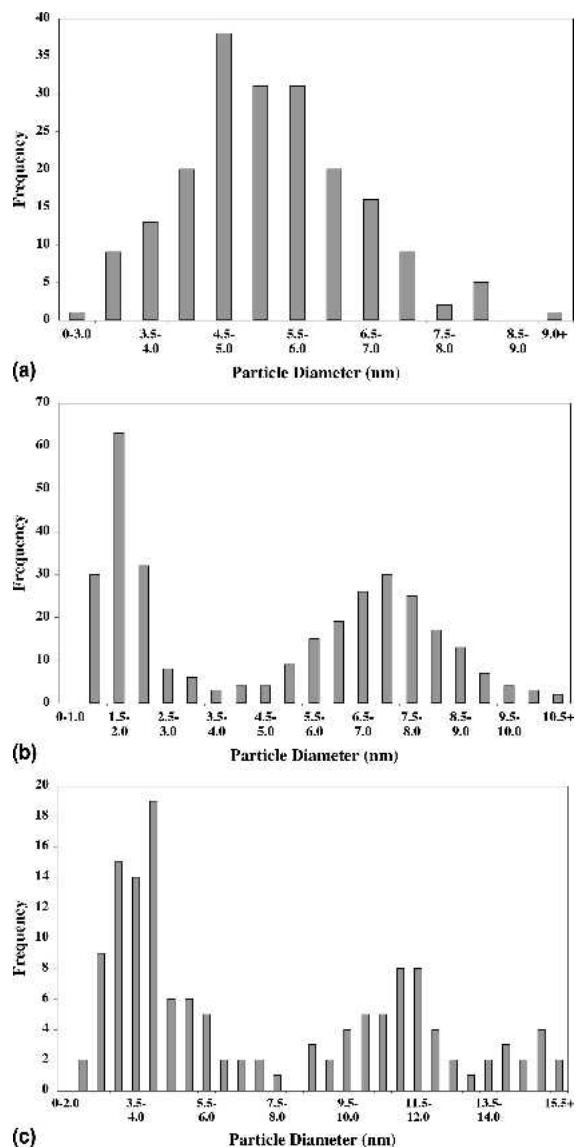 40
35
30
25
20
15
10
5
0
Frequency
0-3.0 3.5- 4.5- 5.5- 6.5- 7.5- 8.5- 9.0+
4.0 5.0 6.0 7.0 8.0 9.0
(a) Particle Diameter (nm)
70
60
50
40
30
20
10
0
Frequency
0-1.0 1.5- 2.5- 3.5- 4.5- 5.5- 6.5- 7.5- 8.5- 9.5- 10.5+
2.0 3.0 4.0 5.0 6.0 7.0 8.0 9.0 10.0
(b) Particle Diameter (nm)
20
18
16
14
12
10
8
6
4
2
0
Frequency
0-2.0 3.5- 5.5- 7.5- 9.5- 11.5- 13.5- 15.5+
4.0 6.0 8.0 10.0 12.0 14.0
(c) Particle Diameter (nm)